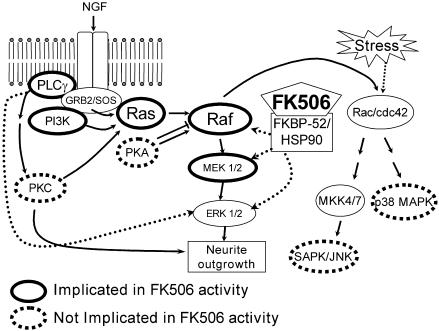 NGF
Stress
PLCγ
GRB2/SOS
PI3K
Ras
Raf
FK506
FKBP-52/
HSP90
Rac/cdc42
PKA
MEK 1/2
PKC
MKK4/7
p38 MAPK
ERK 1/2
Neurite
outgrowth
SAPK/JNK
Implicated in FK506 activity
Not Implicated in FK506 activity